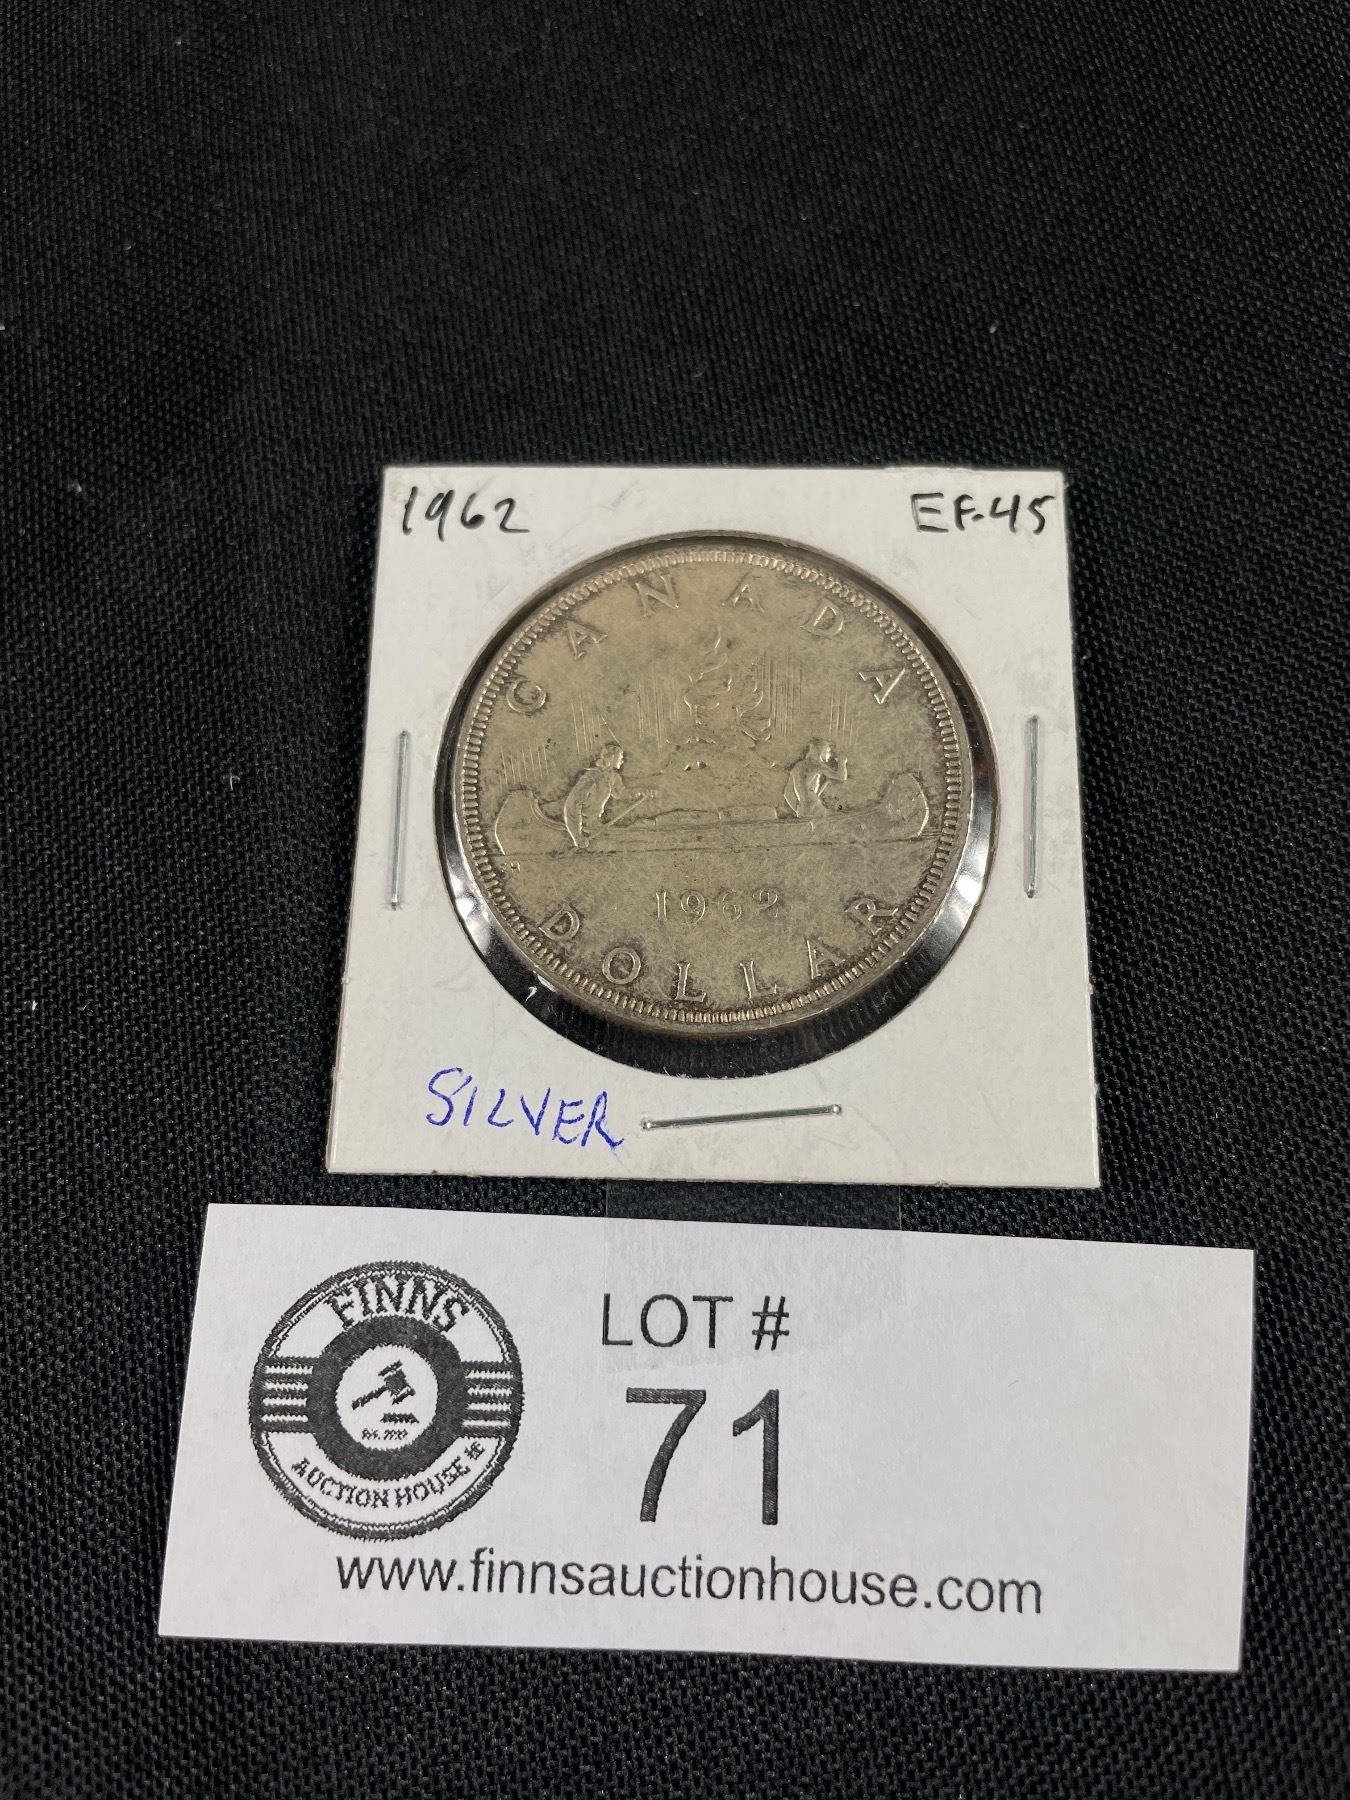 1962 EF-45
CANADA
1962
DOLLAR
SILVER
FINNS
AUCTION HOUSE
LOT #
71
www.finnsauctionhouse.com